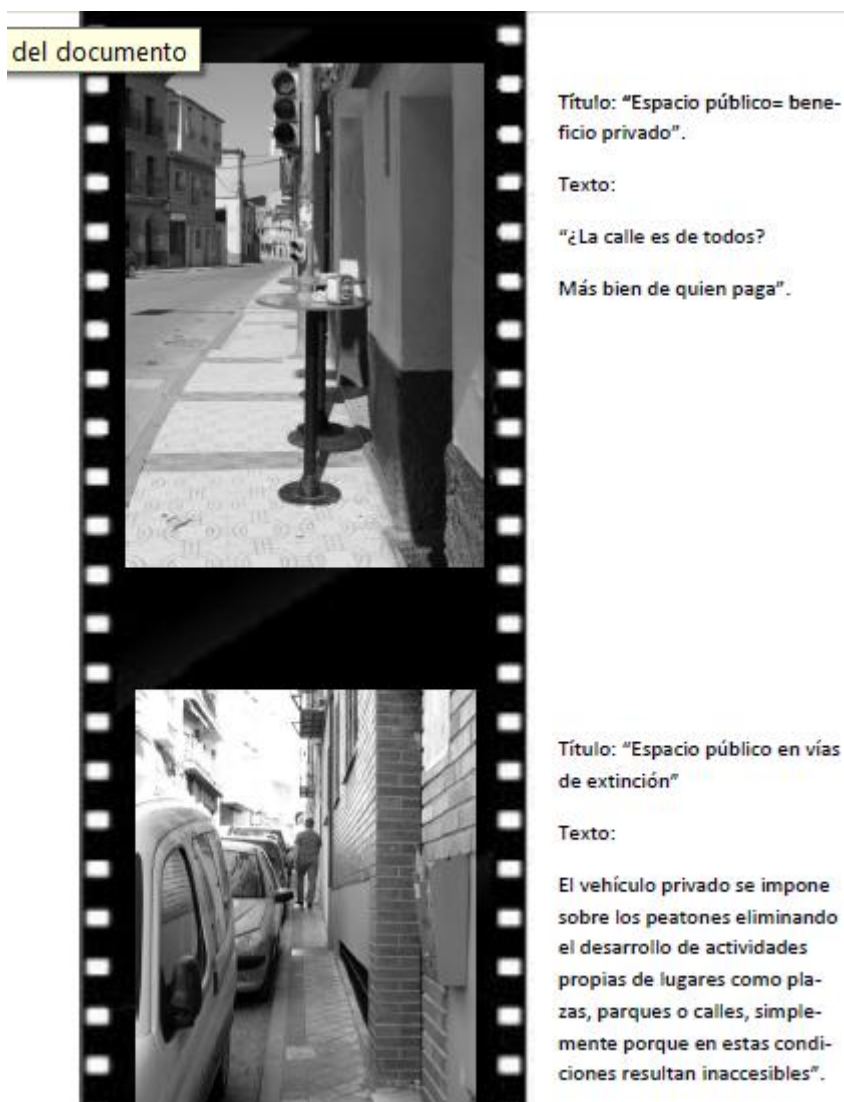 del documento
Título: “Espacio público= bene-
ficio privado”.
Texto:
“¿La calle es de todos?
Más bien de quien paga”.
Título: “Espacio público en vías
de extinción”
Texto:
El vehículo privado se impone
sobre los peatones eliminando
el desarrollo de actividades
propias de lugares como pla-
zas, parques o calles, simple-
mente porque en estas condi-
ciones resultan inaccesibles”.